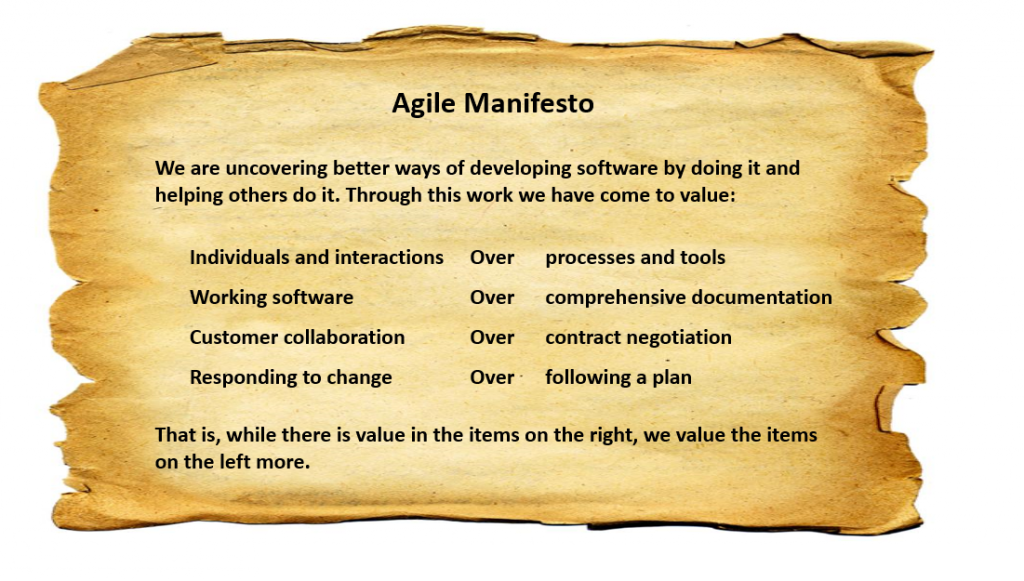 Agile Manifesto
We are uncovering better ways of developing software by doing it and
helping others do it. Through this work we have come to value:
Individuals and interactions Over processes and tools
Working software Over comprehensive documentation
Customer collaboration Over contract negotiation
Responding to change Over following a plan
That is, while there is value in the items on the right, we value the items
on the left more.